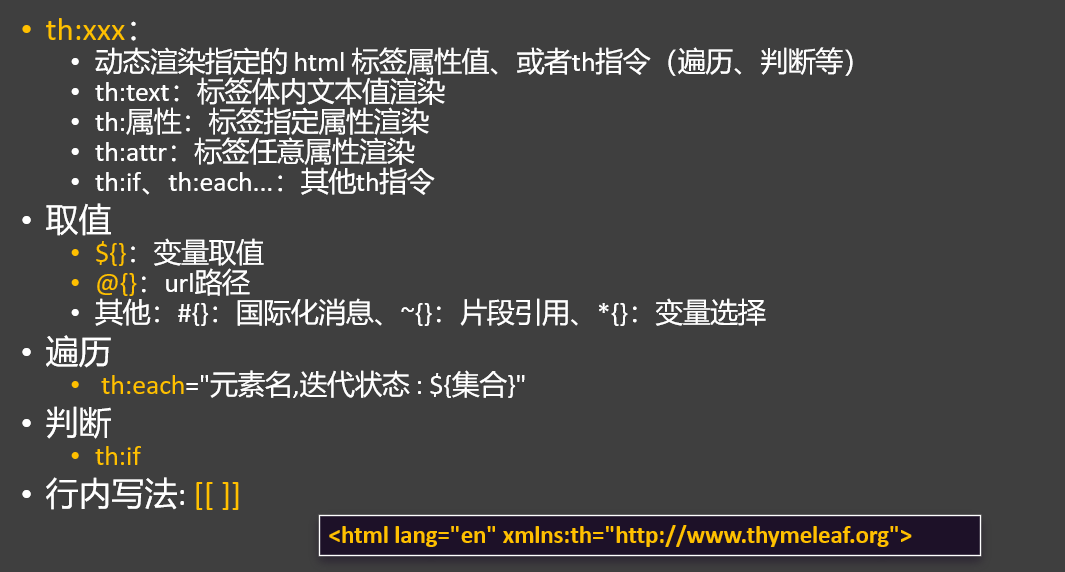 • th:xxx：
• 动态渲染指定的 html 标签属性值、或者th指令（遍历、判断等）
• th:text：标签体内文本值渲染
• th:属性：标签指定属性渲染
• th:attr：标签任意属性渲染
• th:if、th:each...：其他th指令
• 取值
• ${}：变量取值
• @{}：url路径
• 其他：#{}：国际化消息、~{}：片段引用、*{}：变量选择
• 遍历
• th:each="元素名,迭代状态 : ${集合}"
• 判断
• th:if
• 行内写法: [[ ]]
<html lang="en" xmlns:th="http://www.thymeleaf.org">